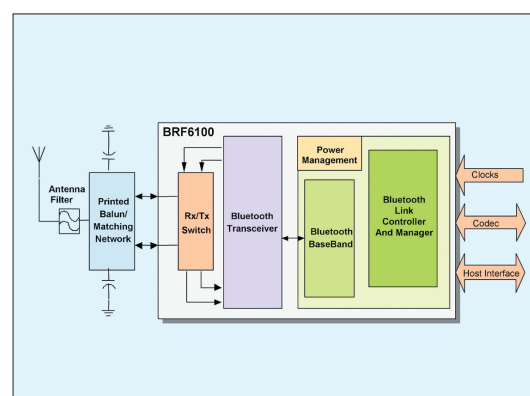 BRF6100
Antenna
Filter
Printed
Balun/
Matching
Network
Rx/Tx
Switch
Bluetooth
Transceiver
Power
Management
Bluetooth
BaseBand
Bluetooth
Link
Controller
And Manager
Clocks
Codec
Host Interface